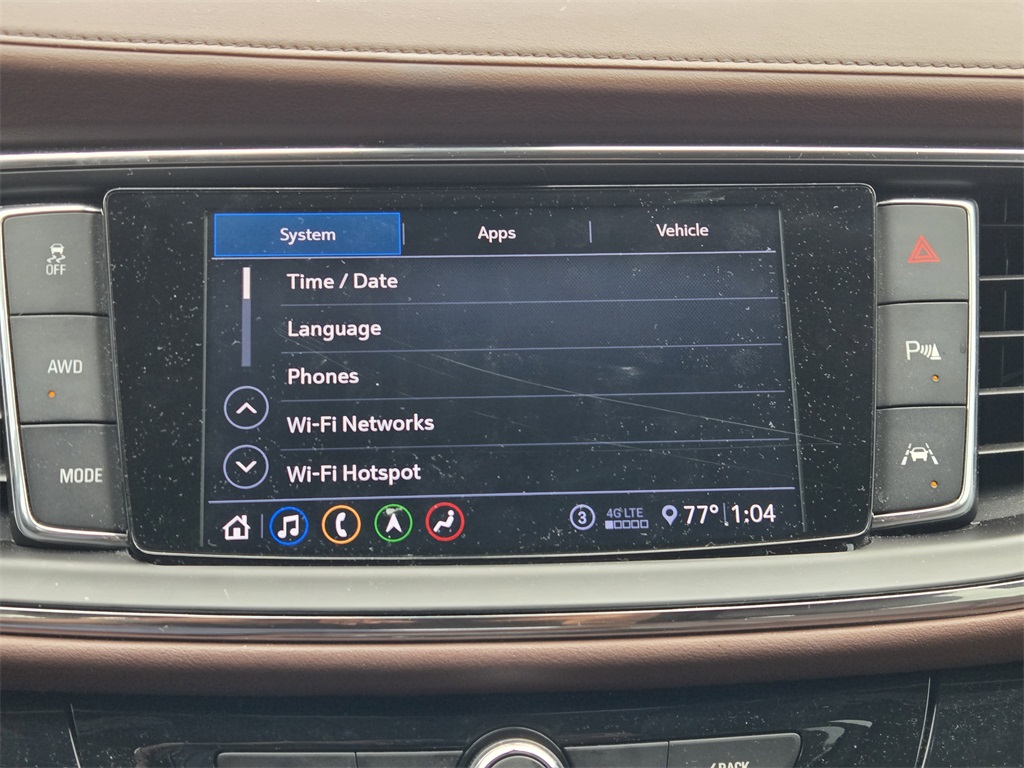 System Apps Vehicle
OFF
Time / Date
Language
AWD
P
Phones
Wi-Fi Networks
MODE
Wi-Fi Hotspot
3 4G LTE 77° 1:04
BACK